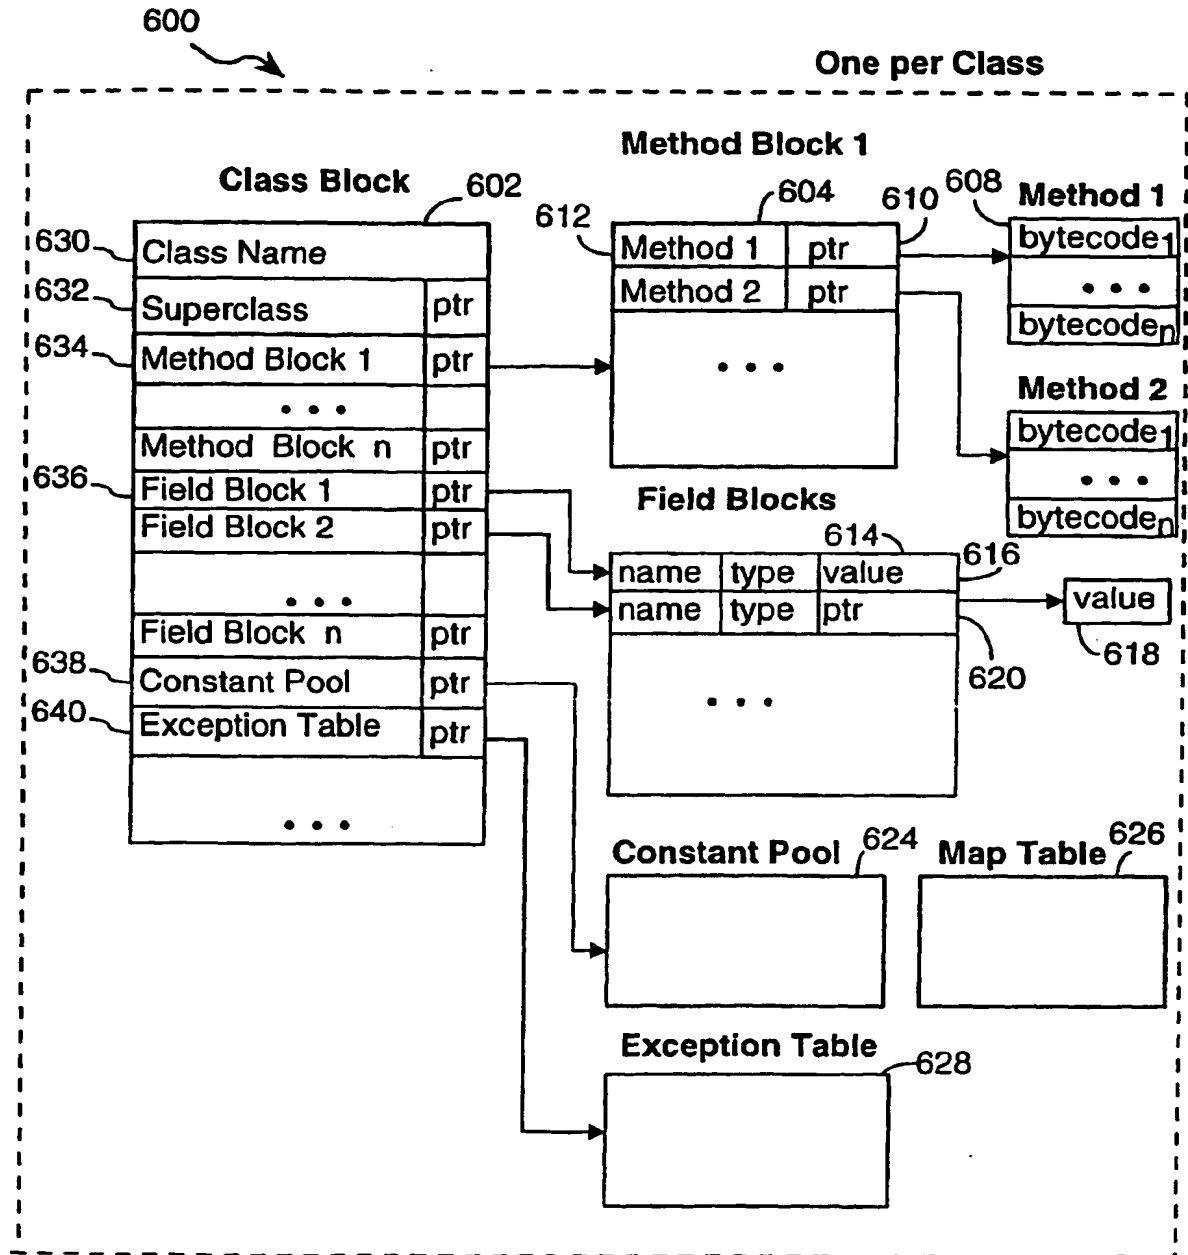 600
One per Class
Class Block
602
630
Class Name
632
Superclass ptr
634
Method Block 1 ptr
• • •
Method Block n ptr
636
Field Block 1 ptr
Field Block 2 ptr
• • •
Field Block n ptr
638
Constant Pool ptr
640
Exception Table ptr
• • •
Method Block 1
604
610
612
Method 1 ptr
Method 2 ptr
• • •
608
Method 1
bytecode1
• • •
bytecoden
Method 2
bytecode1
• • •
bytecoden
Field Blocks
614
616
name type value
name type ptr
620
• • •
value
618
Constant Pool
624
Map Table
626
Exception Table
628